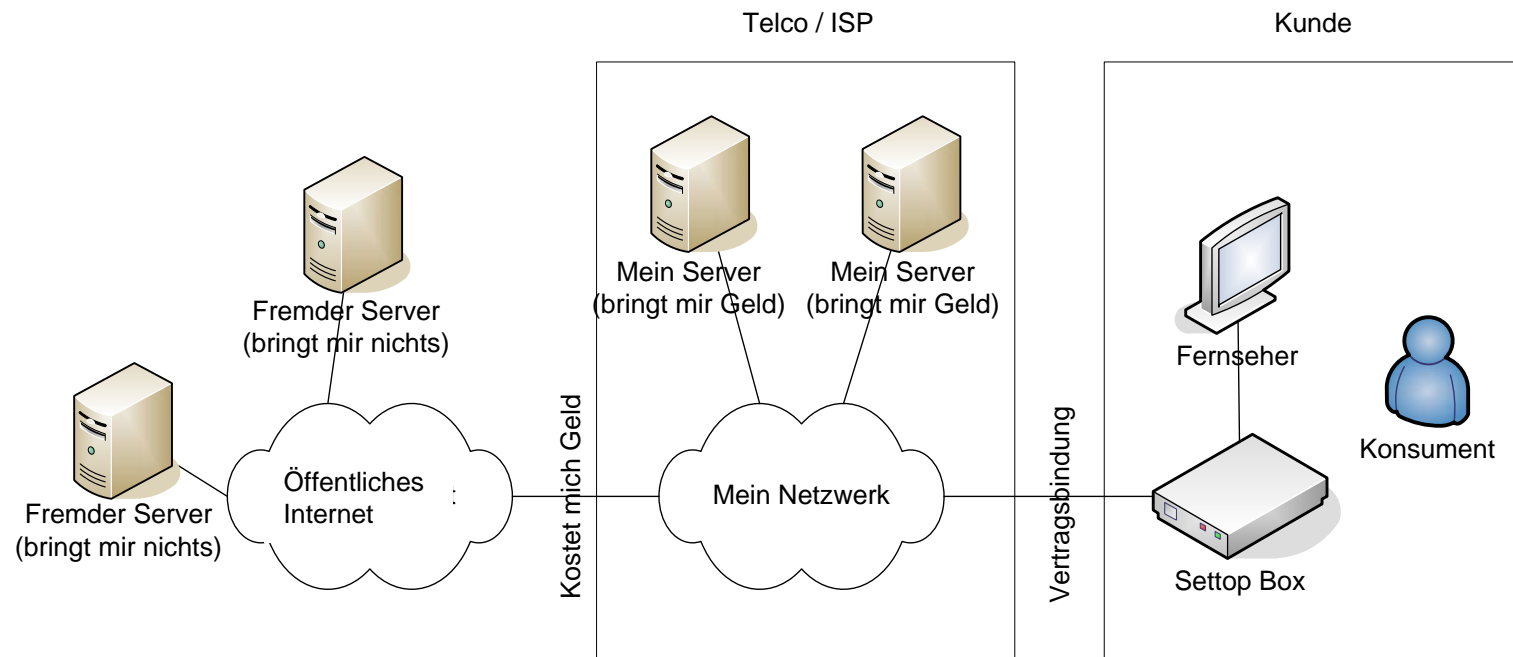 Telco / ISP
Kunde
Mein Server
(bringt mir Geld)
Mein Server
(bringt mir Geld)
Fremder Server
(bringt mir nichts)
Fernseher
Konsument
Fremder Server
(bringt mir nichts)
Öffentliches
Internet
Kostet mich Geld
Mein Netzwerk
Vertragsbindung
Settop Box